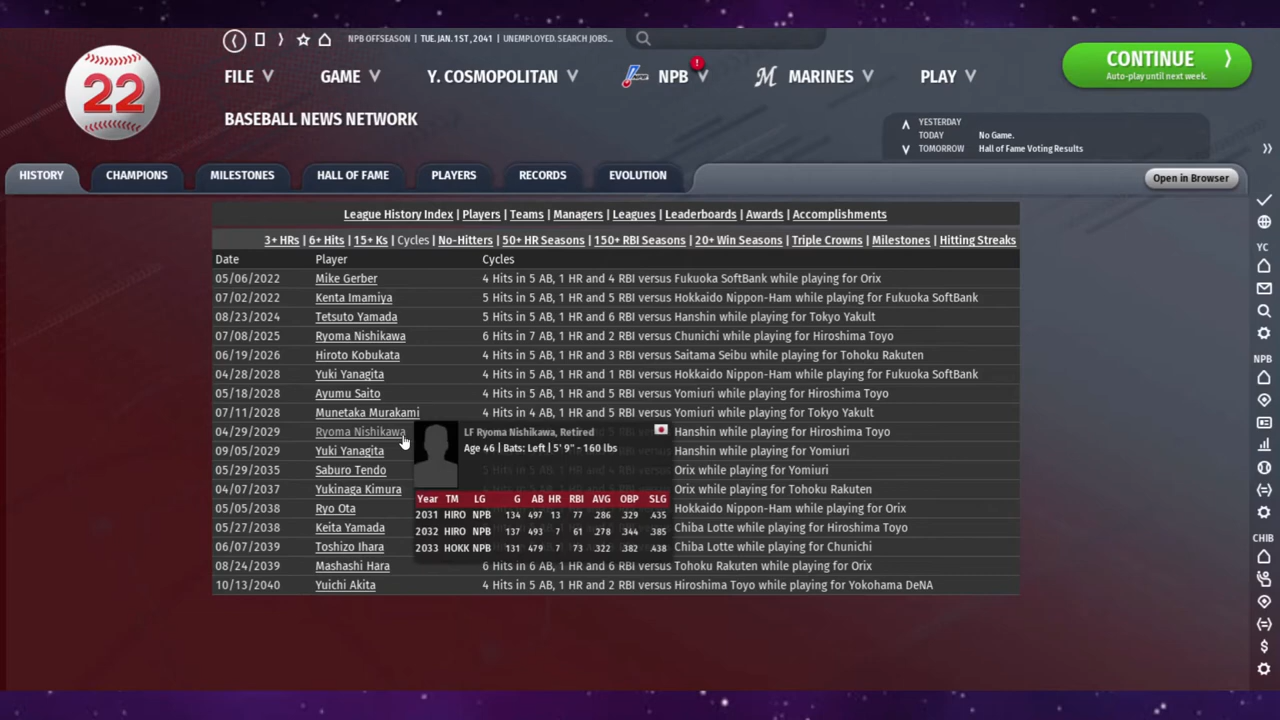 22
NPB OFFSEASON | TUE. JAN. 1ST, 2041 | UNEMPLOYED. SEARCH JOBS...
FILE GAME Y. COSMOPOLITAN NPB ! MARINES PLAY
BASEBALL NEWS NETWORK
CONTINUE
Auto-play until next week.
YESTERDAY
TODAY No Game.
TOMORROW Hall of Fame Voting Results
HISTORY CHAMPIONS MILESTONES HALL OF FAME PLAYERS RECORDS EVOLUTION
Open in Browser
League History Index | Players | Teams | Managers | Leagues | Leaderboards | Awards | Accomplishments
3+ HRs | 6+ Hits | 15+ Ks | Cycles | No-Hitters | 50+ HR Seasons | 150+ RBI Seasons | 20+ Win Seasons | Triple Crowns | Milestones | Hitting Streaks
Date Player Cycles
05/06/2022 Mike Gerber 4 Hits in 5 AB, 1 HR and 4 RBI versus Fukuoka SoftBank while playing for Orix
07/02/2022 Kenta Imamiya 5 Hits in 5 AB, 1 HR and 5 RBI versus Hokkaido Nippon-Ham while playing for Fukuoka SoftBank
08/23/2024 Tetsuto Yamada 5 Hits in 5 AB, 1 HR and 6 RBI versus Hanshin while playing for Tokyo Yakult
07/08/2025 Ryoma Nishikawa 6 Hits in 7 AB, 1 HR and 2 RBI versus Chunichi while playing for Hiroshima Toyo
06/19/2026 Hiroto Kobukata 4 Hits in 5 AB, 1 HR and 3 RBI versus Saitama Seibu while playing for Tohoku Rakuten
04/28/2028 Yuki Yanagita 4 Hits in 5 AB, 1 HR and 1 RBI versus Hokkaido Nippon-Ham while playing for Fukuoka SoftBank
05/18/2028 Ayumu Saito 4 Hits in 5 AB, 1 HR and 5 RBI versus Yomiuri while playing for Hiroshima Toyo
07/11/2028 Munetaka Murakami 4 Hits in 4 AB, 1 HR and 5 RBI versus Yomiuri while playing for Tokyo Yakult
04/29/2029 Ryoma Nishikawa Hanshin while playing for Hiroshima Toyo
09/05/2029 Yuki Yanagita Hanshin while playing for Yomiuri
05/29/2035 Saburo Tendo Orix while playing for Yomiuri
04/07/2037 Yukinaga Kimura Orix while playing for Tohoku Rakuten
05/05/2038 Ryo Ota Hokkaido Nippon-Ham while playing for Orix
05/27/2038 Keita Yamada Chiba Lotte while playing for Hiroshima Toyo
06/07/2039 Toshizo Ihara Chiba Lotte while playing for Chunichi
08/24/2039 Mashashi Hara 6 Hits in 6 AB, 1 HR and 6 RBI versus Tohoku Rakuten while playing for Orix
10/13/2040 Yuichi Akita 4 Hits in 5 AB, 1 HR and 2 RBI versus Hiroshima Toyo while playing for Yokohama DeNA
LF Ryoma Nishikawa, Retired
Age 46 | Bats: Left | 5' 9" - 160 lbs
Year TM LG G AB HR RBI AVG OBP SLG
2031 HIRO NPB 134 497 13 77 .286 .329 .435
2032 HIRO NPB 137 493 7 61 .278 .344 .385
2033 HOKK NPB 131 479 7 73 .322 .382 .438
YC
NPB
CHIB